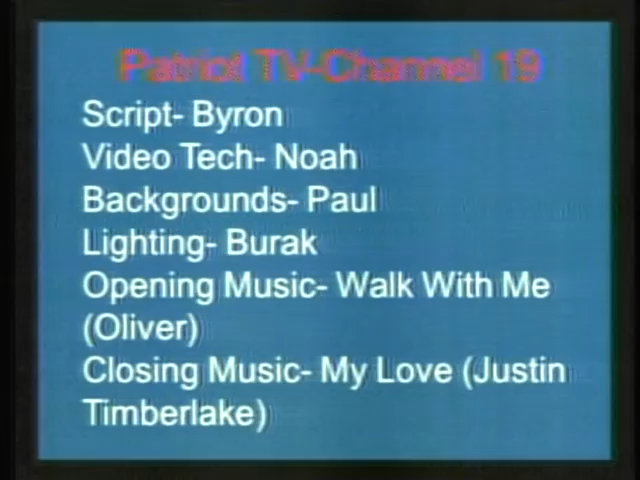 Patriot TV-Channel 19
Script- Byron
Video Tech- Noah
Backgrounds- Paul
Lighting- Burak
Opening Music- Walk With Me
(Oliver)
Closing Music- My Love (Justin
Timberlake)